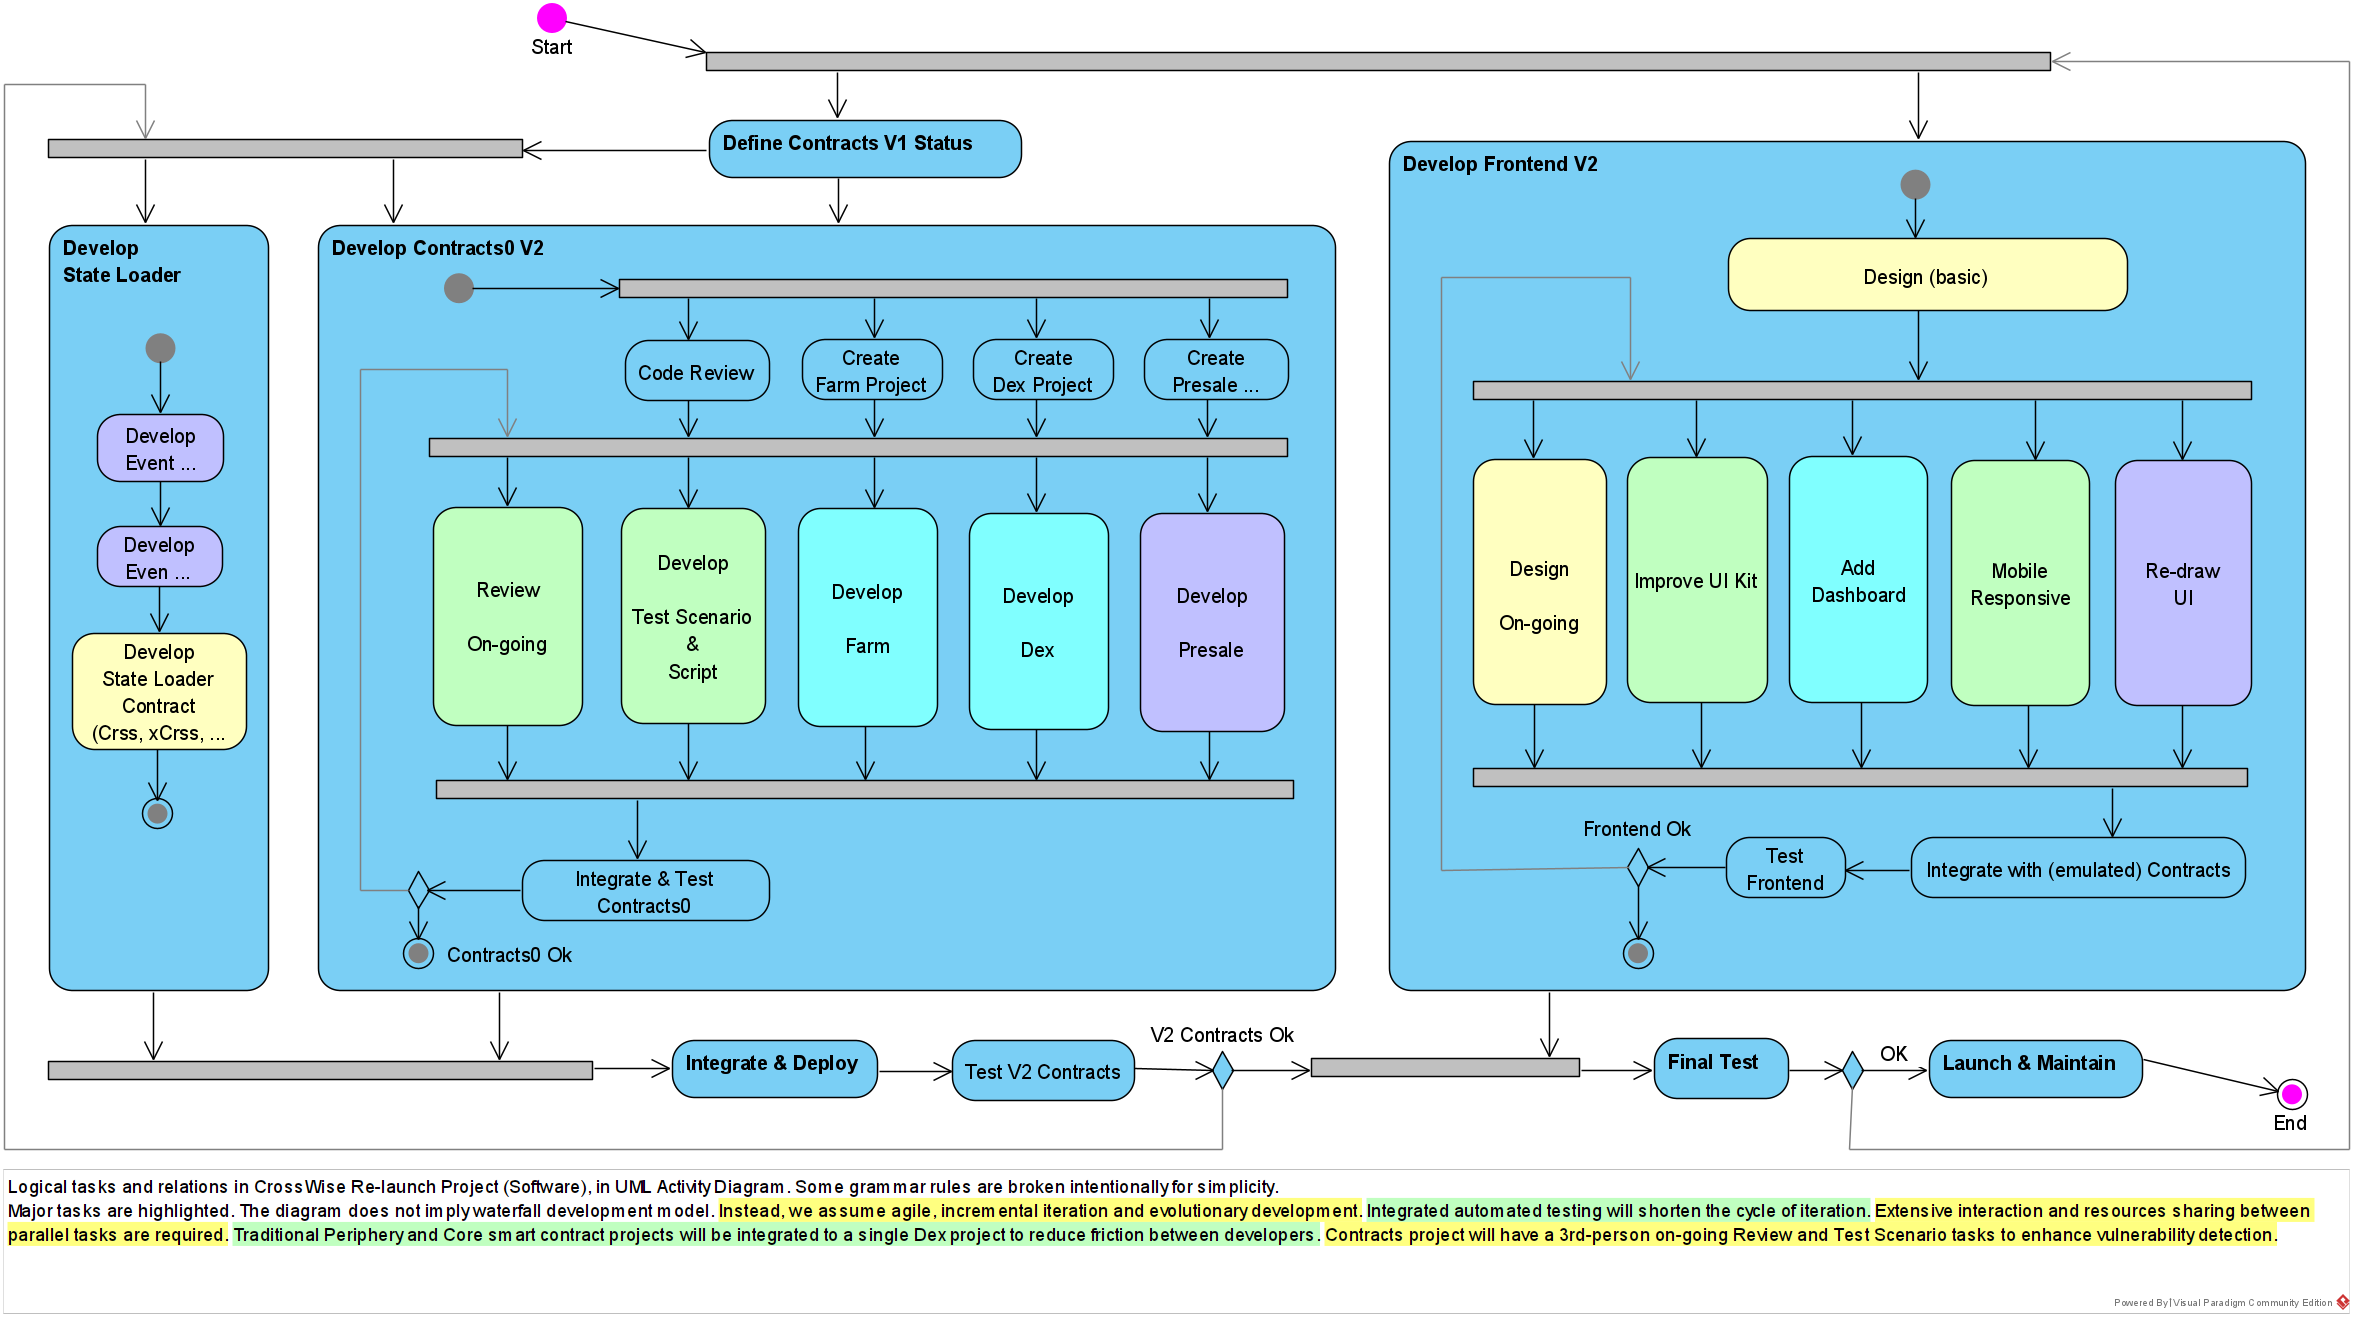 Start
Define Contracts V1 Status
Develop Frontend V2
Develop
State Loader
Develop Contracts0 V2
Design (basic)
Code Review
Create
Farm Project
Create
Dex Project
Create
Presale ...
Develop
Event ...
Develop
Even ...
Develop
State Loader
Contract
(Crss, xCrss, ...
Review
On-going
Develop
Test Scenario
&
Script
Develop
Farm
Develop
Dex
Develop
Presale
Design
On-going
Improve UI Kit
Add
Dashboard
Mobile
Responsive
Re-draw
UI
Integrate & Test
Contracts0
Contracts0 Ok
Frontend Ok
Test
Frontend
Integrate with (emulated) Contracts
Integrate & Deploy
Test V2 Contracts
V2 Contracts Ok
Final Test
OK
Launch & Maintain
End
Logical tasks and relations in CrossWise Re-launch Project (Software), in UML Activity Diagram. Some grammar rules are broken intentionally for simplicity.
Major tasks are highlighted. The diagram does not imply waterfall development model. Instead, we assume agile, incremental iteration and evolutionary development. Integrated automated testing will shorten the cycle of iteration. Extensive interaction and resources sharing between
parallel tasks are required. Traditional Periphery and Core smart contract projects will be integrated to a single Dex project to reduce friction between developers. Contracts project will have a 3rd-person on-going Review and Test Scenario tasks to enhance vulnerability detection.
Powered By Visual Paradigm Community Edition